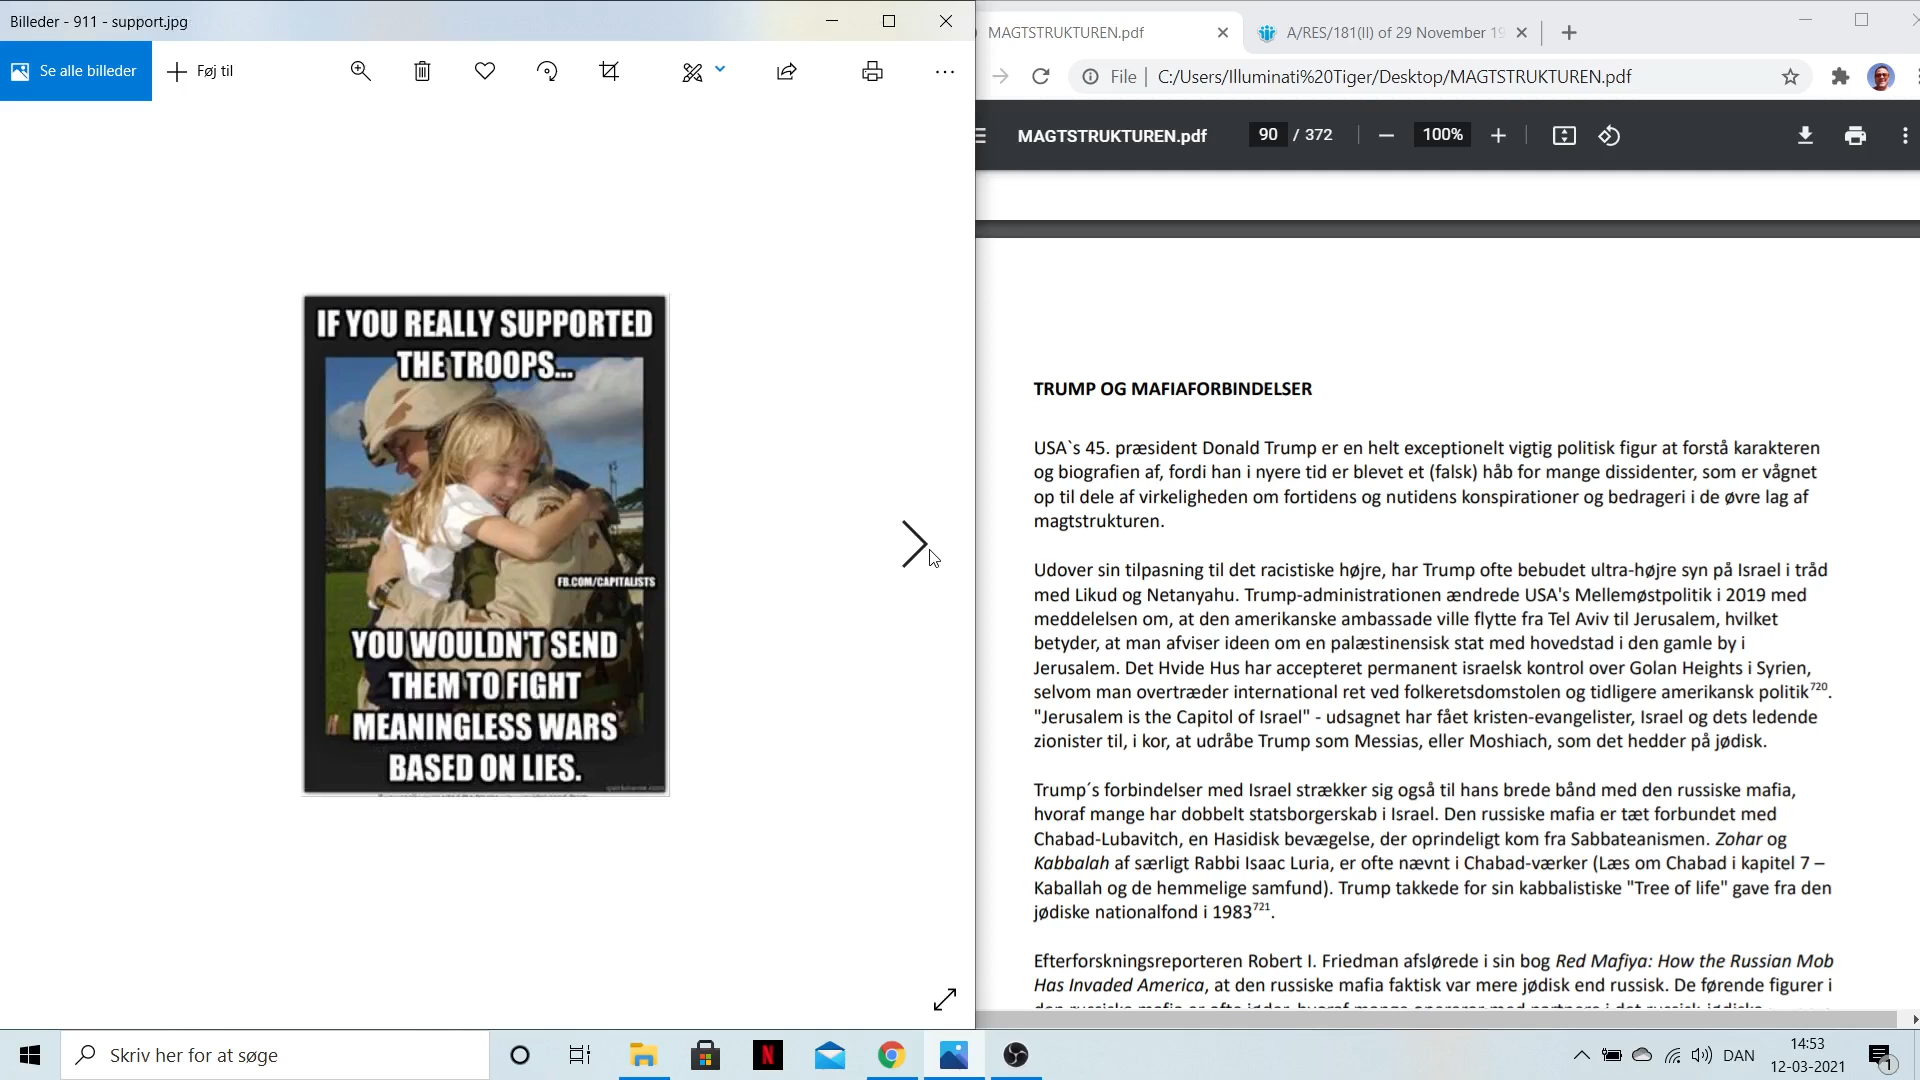 Billeder - 911 - support.jpg
Se alle billeder
Føj til
IF YOU REALLY SUPPORTED
THE TROOPS...
FB.COM/CAPITALISTS
YOU WOULDN'T SEND
THEM TO FIGHT
MEANINGLESS WARS
BASED ON LIES.
MAGTSTRUKTUREN.pdf
A/RES/181(II) of 29 November 19
File
C:/Users/Illuminati%20Tiger/Desktop/MAGTSTRUKTUREN.pdf
MAGTSTRUKTUREN.pdf
90 / 372
100%
TRUMP OG MAFIAFORBINDELSER
USA`s 45. præsident Donald Trump er en helt exceptionelt vigtig politisk figur at forstå karakteren
og biografien af, fordi han i nyere tid er blevet et (falsk) håb for mange dissidenter, som er vågnet
op til dele af virkeligheden om fortidens og nutidens konspirationer og bedrageri i de øvre lag af
magtstrukturen.
Udover sin tilpasning til det racistiske højre, har Trump ofte bebudet ultra-højre syn på Israel i tråd
med Likud og Netanyahu. Trump-administrationen ændrede USA's Mellemøstpolitik i 2019 med
meddelelsen om, at den amerikanske ambassade ville flytte fra Tel Aviv til Jerusalem, hvilket
betyder, at man afviser ideen om en palæstinensisk stat med hovedstad i den gamle by i
Jerusalem. Det Hvide Hus har accepteret permanent israelsk kontrol over Golan Heights i Syrien,
selvom man overtræder international ret ved folkeretsdomstolen og tidligere amerikansk politik720.
"Jerusalem is the Capitol of Israel" - udsagnet har fået kristen-evangelister, Israel og dets ledende
zionister til, i kor, at udråbe Trump som Messias, eller Moshiach, som det hedder på jødisk.
Trump´s forbindelser med Israel strækker sig også til hans brede bånd med den russiske mafia,
hvoraf mange har dobbelt statsborgerskab i Israel. Den russiske mafia er tæt forbundet med
Chabad-Lubavitch, en Hasidisk bevægelse, der oprindeligt kom fra Sabbateanismen. Zohar og
Kabbalah af særligt Rabbi Isaac Luria, er ofte nævnt i Chabad-værker (Læs om Chabad i kapitel 7 –
Kaballah og de hemmelige samfund). Trump takkede for sin kabbalistiske "Tree of life" gave fra den
jødiske nationalfond i 1983721.
Efterforskningsreporteren Robert I. Friedman afslørede i sin bog Red Mafiya: How the Russian Mob
Has Invaded America, at den russiske mafia faktisk var mere jødisk end russisk. De førende figurer i
Skriv her for at søge
DAN
14:53
12-03-2021
1